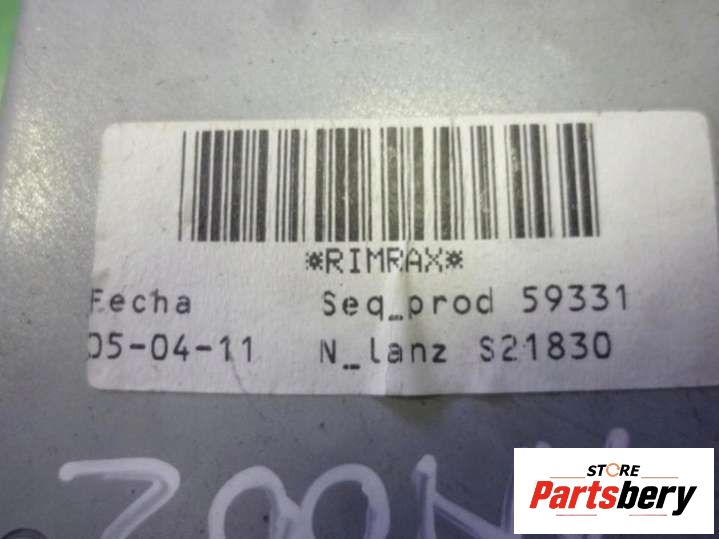 *RIMRAX*
Fecha Seq_prod 59331
05-04-11 N_lanz S21830
STORE
Partsbery